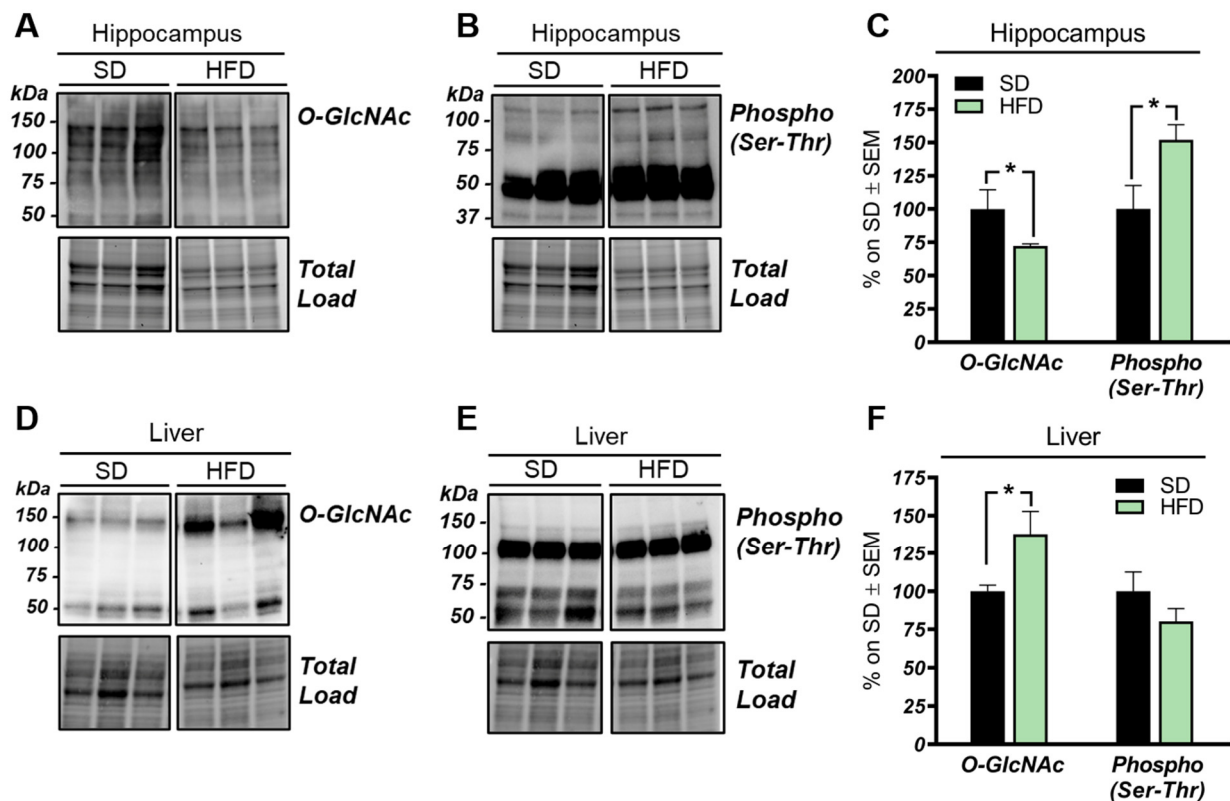 A
Hippocampus
SD HFD
kDa
150 -
100 -
75 -
50 -
O-GlcNAc
Total
Load
B
Hippocampus
SD HFD
kDa
100 -
75 -
50 -
37 -
Phospho
(Ser-Thr)
Total
Load
C
Hippocampus
% on SD ± SEM
200
175
150
125
100
75
50
25
0
SD
HFD
*
*
O-GlcNAc
Phospho
(Ser-Thr)
D
Liver
SD HFD
kDa
150 -
100 -
75 -
50 -
O-GlcNAc
Total
Load
E
Liver
SD HFD
kDa
150 -
100 -
75 -
50 -
Phospho
(Ser-Thr)
Total
Load
F
Liver
% on SD ± SEM
175
150
125
100
75
50
25
0
SD
HFD
*
O-GlcNAc
Phospho
(Ser-Thr)